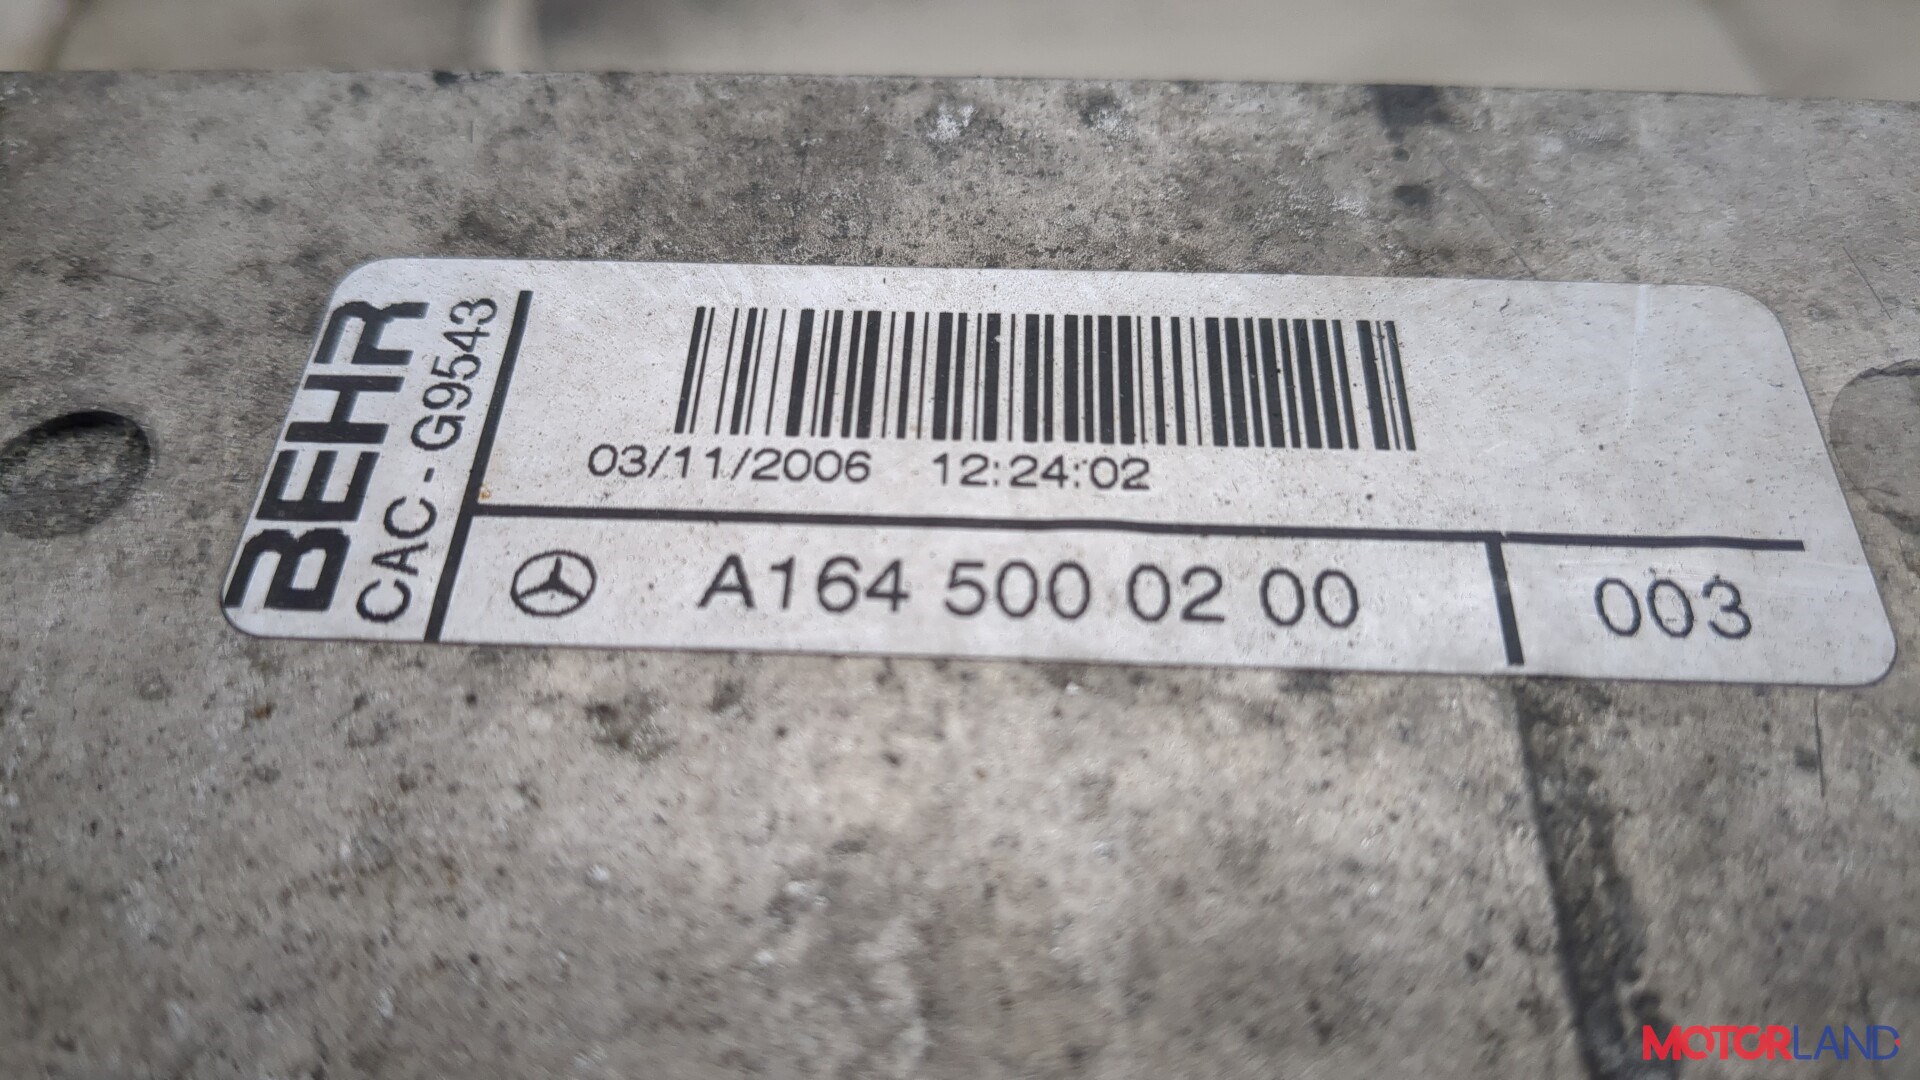 BEHR
CAC - G9543
03/11/2006 12:24:02
A164 500 02 00
003
MOTORLAND